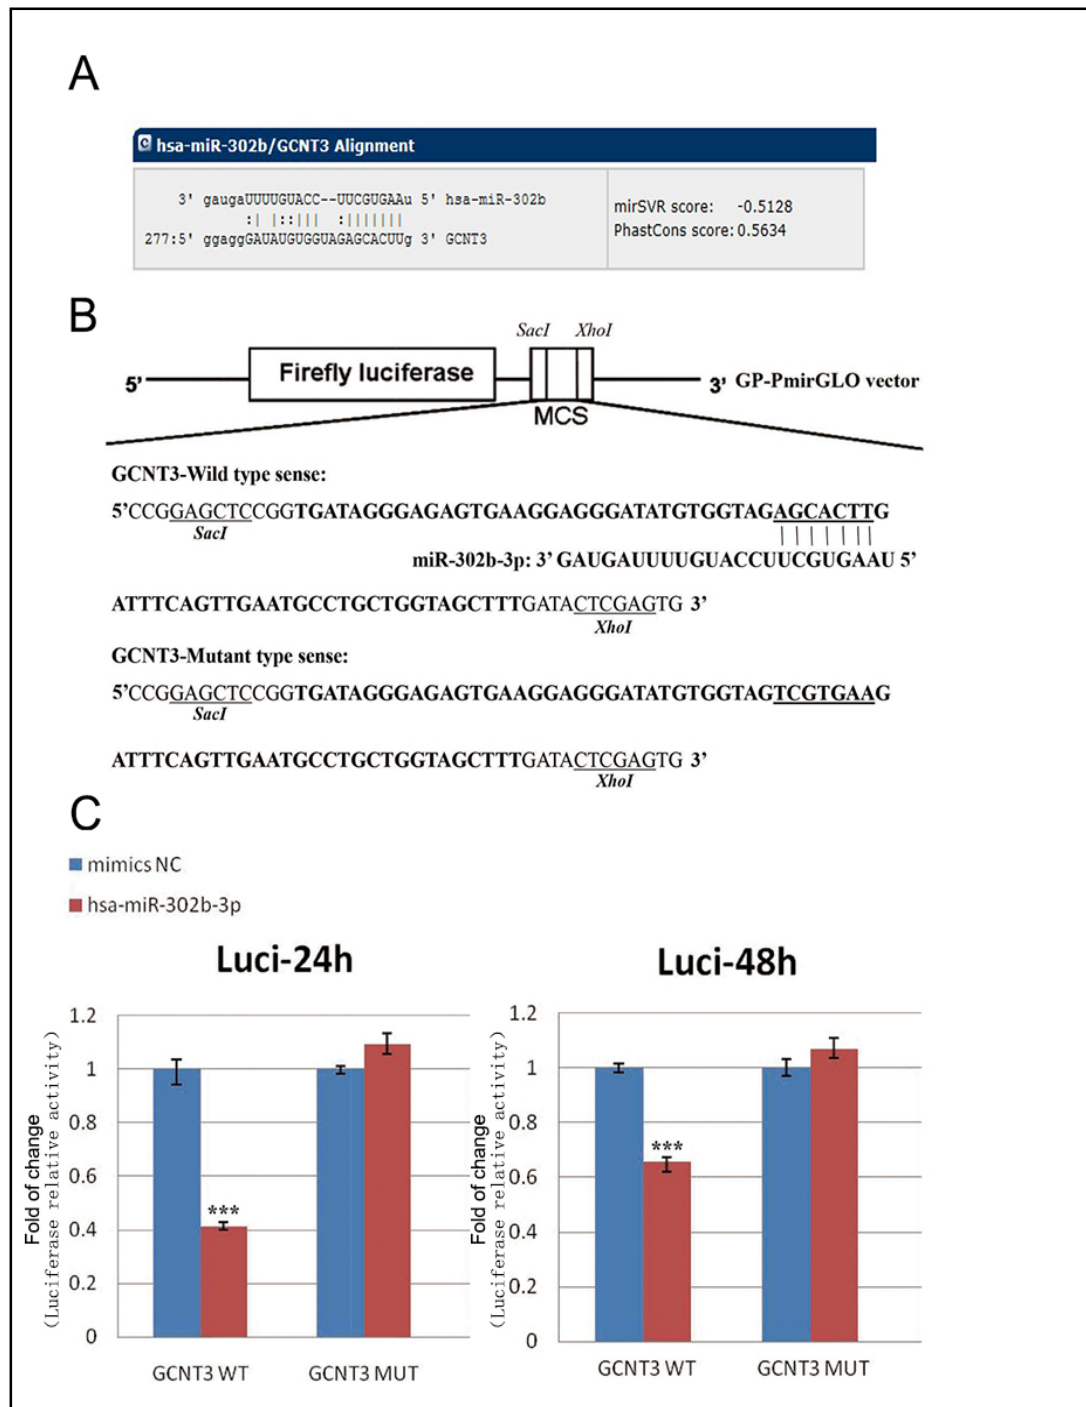 A
hsa-miR-302b/GCNT3 Alignment
3' gaugaUUUUGUACC--UUCGUGAAu 5' hsa-miR-302b
:| |::||| :|||||||
277:5' ggaggGAUAUGUGGUAGAGCACUUg 3' GCNT3
mirSVR score: -0.5128
PhastCons score: 0.5634
B
SacI XhoI
5' Firefly luciferase 3' GP-PmirGLO vector
MCS
GCNT3-Wild type sense:
5'CCGGAGCTCCGGTGATAGGGAGAGTGAAGGAGGGATATGTGGTAGAGCACTTG
SacI
miR-302b-3p: 3' GAUGAUUUUGUACCUUCGUGAAU 5'
ATTTCAGTTGAATGCCTGCTGGTAGCTTTGATACTCGAGTG 3'
XhoI
GCNT3-Mutant type sense:
5'CCGGAGCTCCGGTGATAGGGAGAGTGAAGGAGGGATATGTGGTAGTCGTGAAG
SacI
ATTTCAGTTGAATGCCTGCTGGTAGCTTTGATACTCGAGTG 3'
XhoI
C
mimics NC
hsa-miR-302b-3p
Luci-24h
Fold of change
(Luciferase relative activity)
1.2
1
0.8
0.6
0.4
0.2
0
***
GCNT3 WT GCNT3 MUT
Luci-48h
Fold of change
(Luciferase relative activity)
1.2
1
0.8
0.6
0.4
0.2
0
***
GCNT3 WT GCNT3 MUT